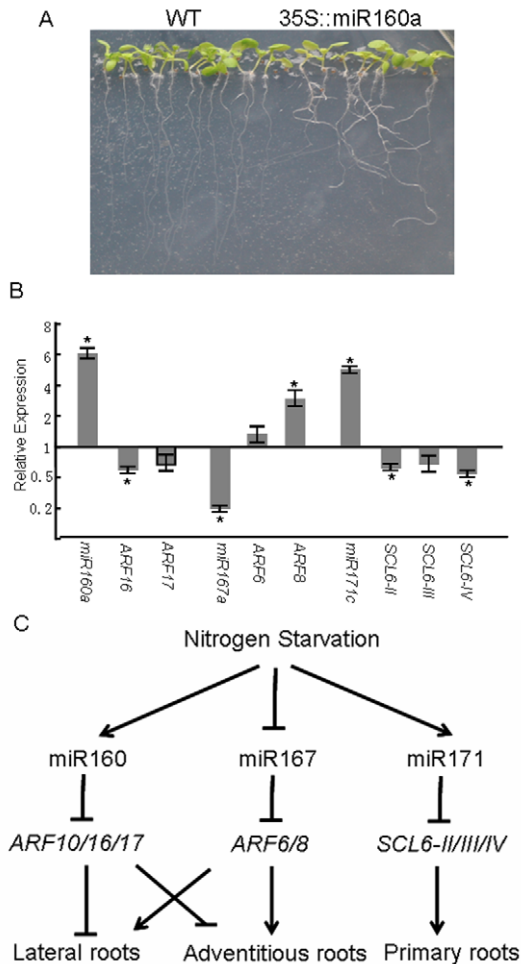 A
WT 35S::miR160a
B
Relative Expression
8
6
4
2
1
0.5
0.2
miR160a ARF16 ARF17 miR167a ARF6 ARF8 miR171c SCL6-II SCL6-III SCL6-IV
* * * * * * *
C
Nitrogen Starvation
miR160 miR167 miR171
ARF10/16/17 ARF6/8 SCL6-II/III/IV
Lateral roots Adventitious roots Primary roots